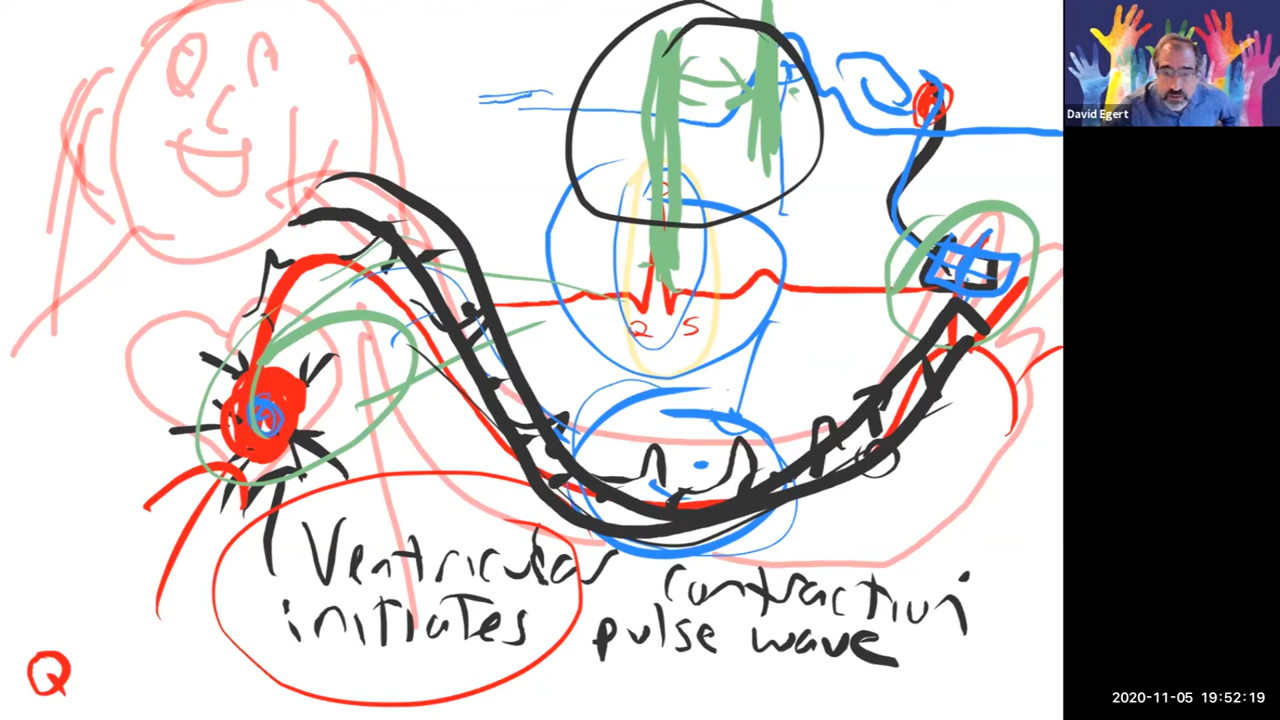 David Egert
R
Q S
Ventricular contraction
initiates pulse wave
Q
2020-11-05 19:52:19